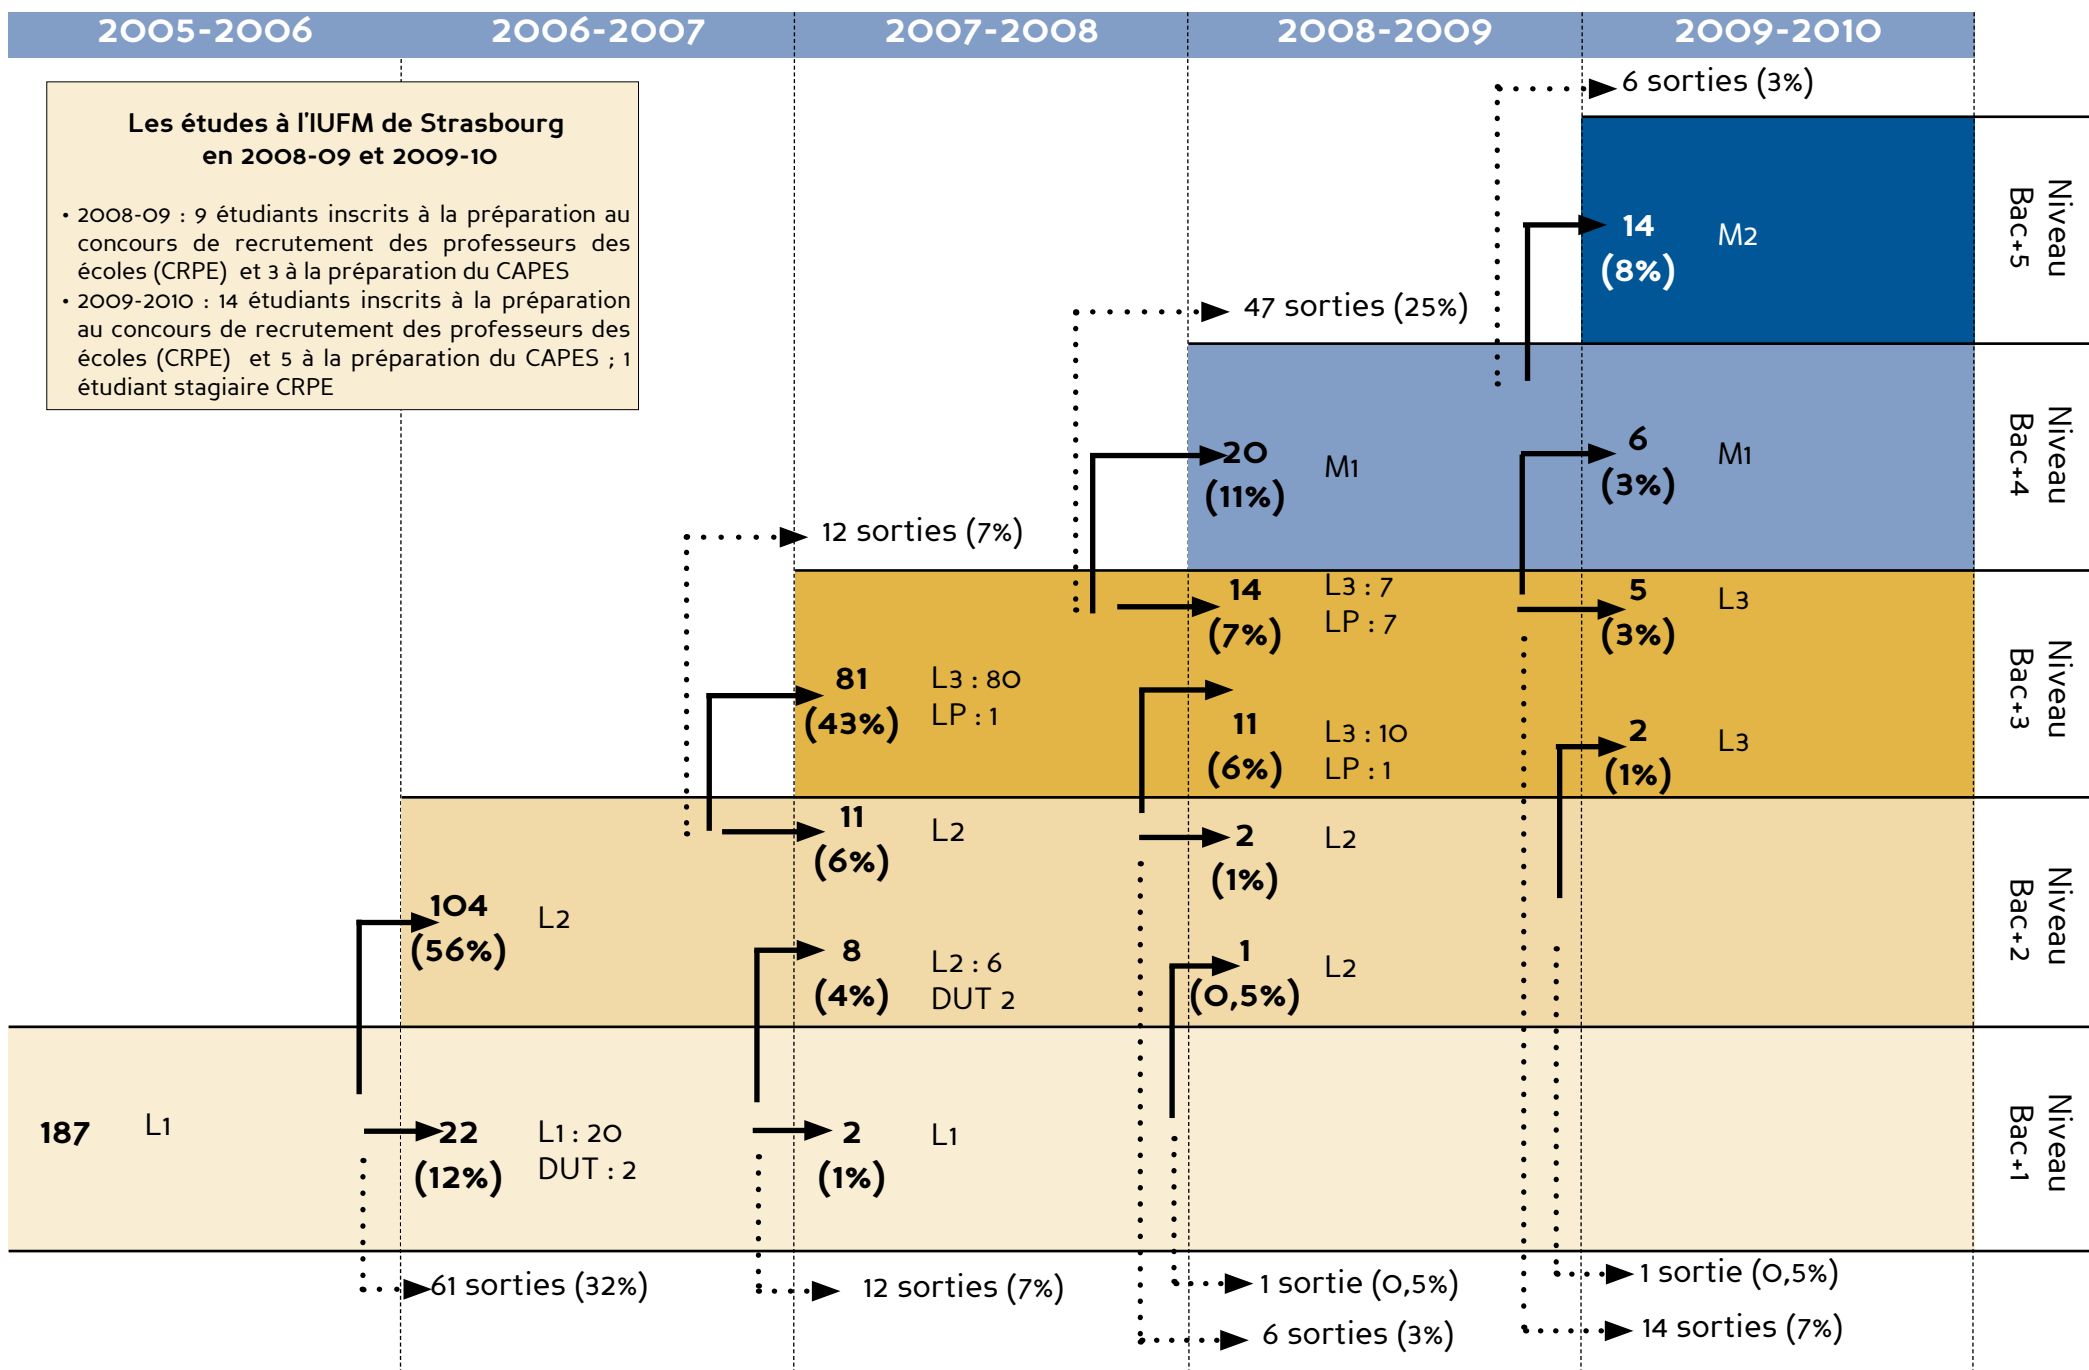 2005-2006
2006-2007
2007-2008
2008-2009
2009-2010
Les études à l'IUFM de Strasbourg
en 2008-09 et 2009-10
• 2008-09 : 9 étudiants inscrits à la préparation au
concours de recrutement des professeurs des
écoles (CRPE) et 3 à la préparation du CAPES
• 2009-2010 : 14 étudiants inscrits à la préparation
au concours de recrutement des professeurs des
écoles (CRPE) et 5 à la préparation du CAPES ; 1
étudiant stagiaire CRPE
6 sorties (3%)
14
(8%)
M2
Niveau
Bac+5
47 sorties (25%)
20
(11%)
M1
6
(3%)
M1
Niveau
Bac+4
12 sorties (7%)
81
(43%)
L3 : 80
LP : 1
14
(7%)
L3 : 7
LP : 7
11
(6%)
L3 : 10
LP : 1
5
(3%)
L3
2
(1%)
L3
Niveau
Bac+3
104
(56%)
L2
11
(6%)
L2
8
(4%)
L2 : 6
DUT 2
2
(1%)
L2
1
(0,5%)
L2
Niveau
Bac+2
187
L1
22
(12%)
L1 : 20
DUT : 2
2
(1%)
L1
Niveau
Bac+1
61 sorties (32%)
12 sorties (7%)
1 sortie (0,5%)
6 sorties (3%)
1 sortie (0,5%)
14 sorties (7%)